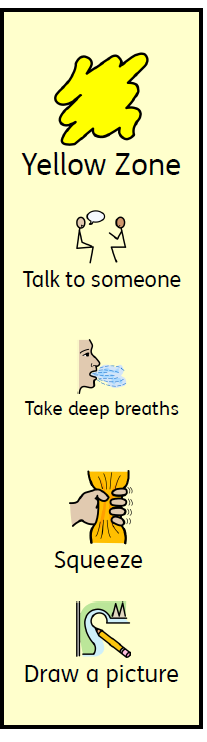 Yellow Zone
Talk to someone
Take deep breaths
Squeeze
Draw a picture